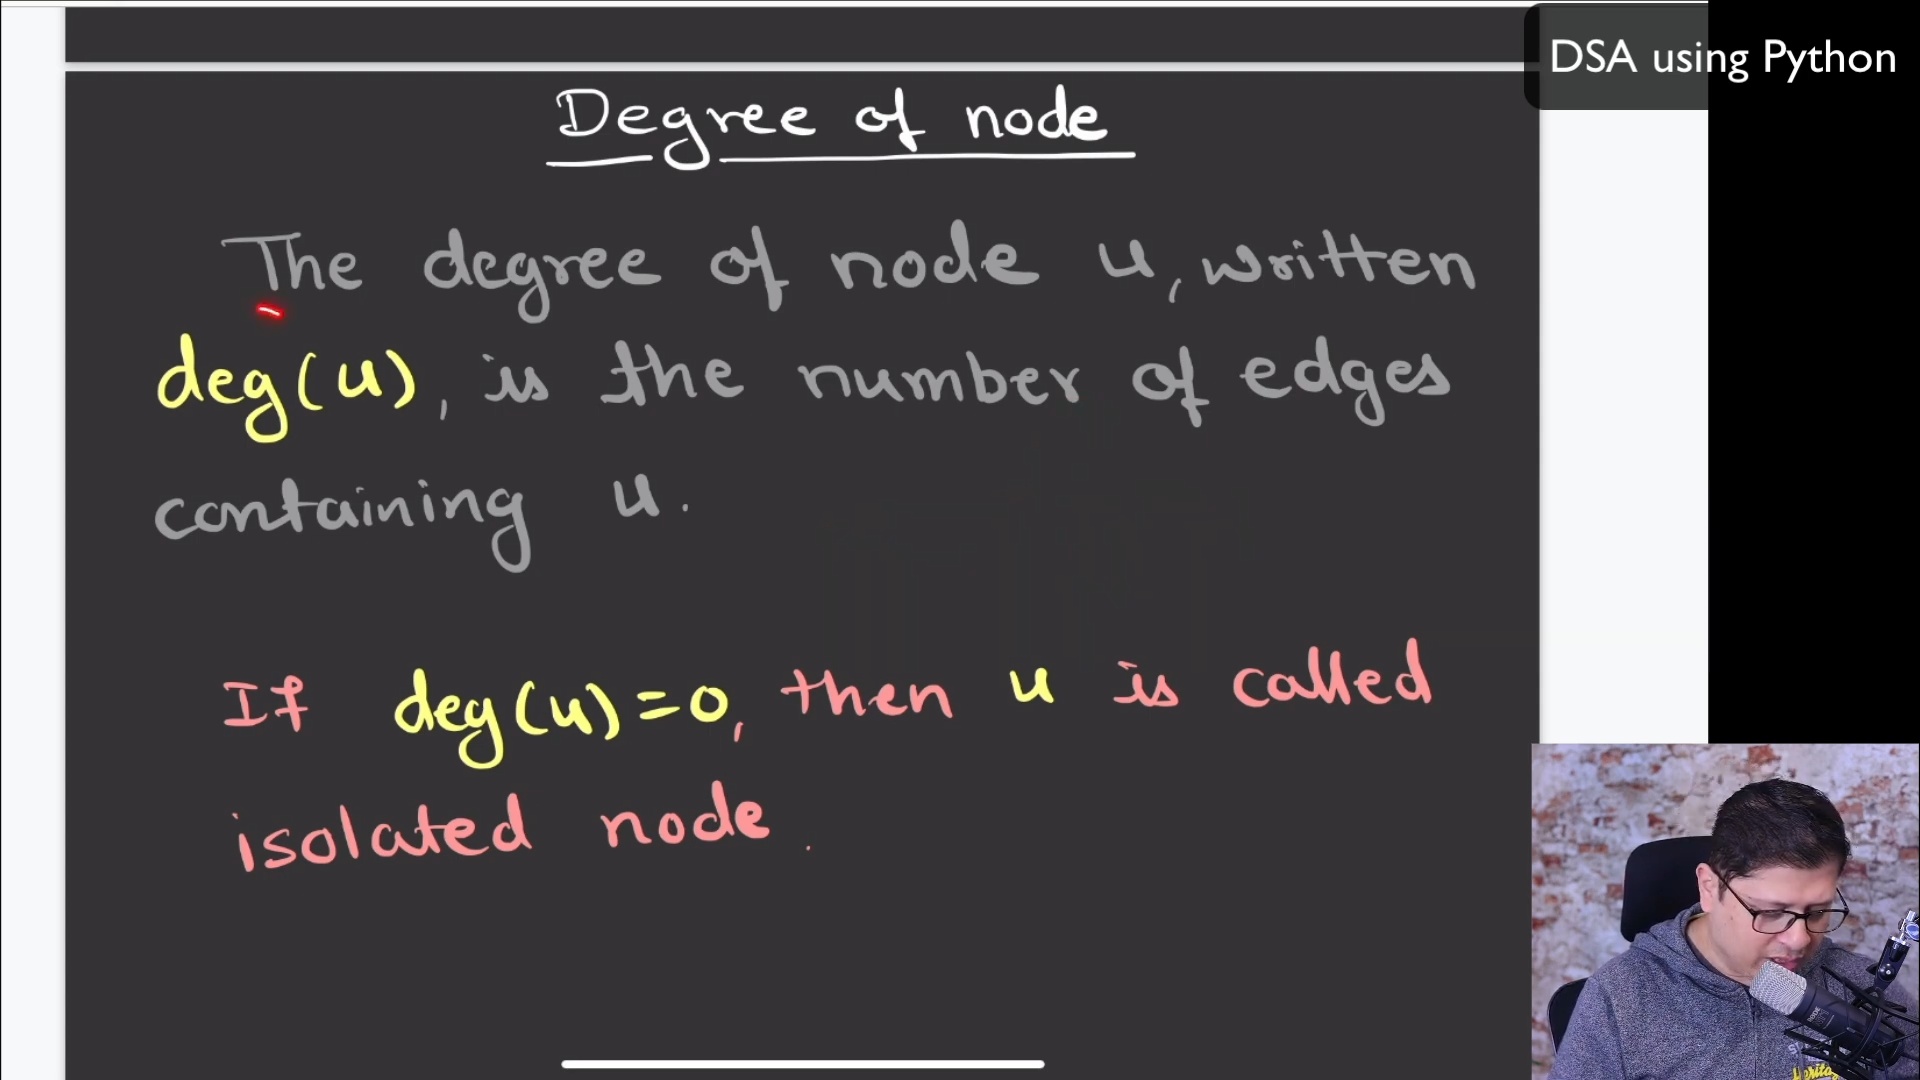 DSA using Python
Degree of node
The degree of node u, written
deg(u), is the number of edges
containing u.
If deg(u)=0, then u is called
isolated node.